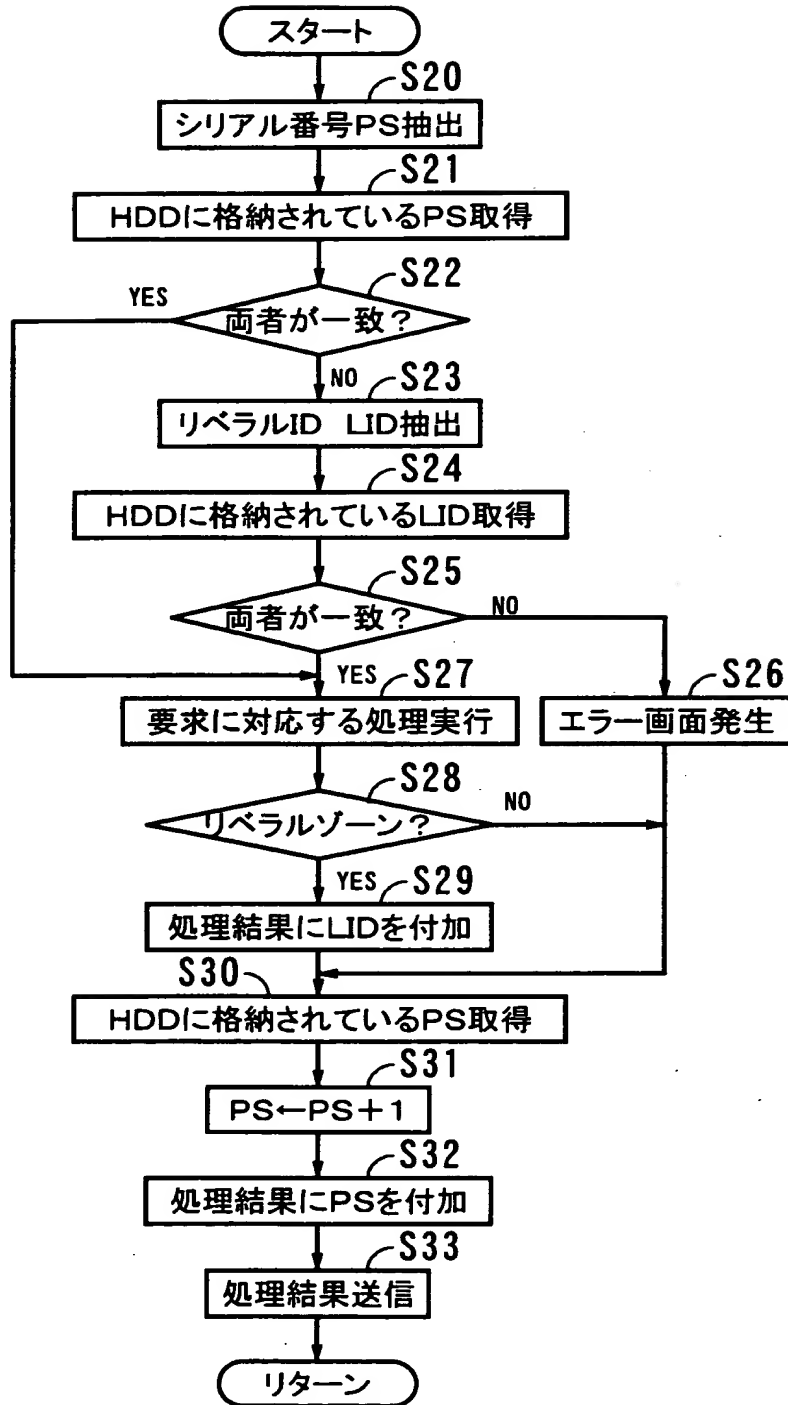 スタート
S20
シリアル番号PS抽出
S21
HDDに格納されているPS取得
S22
YES
両者が一致?
NO
S23
リベラルID LID抽出
S24
HDDに格納されているLID取得
S25
両者が一致?
NO
YES
S27
S26
要求に対応する処理実行
エラー画面発生
S28
リベラルゾーン?
NO
YES
S29
処理結果にLIDを付加
S30
HDDに格納されているPS取得
S31
PS←PS+1
S32
処理結果にPSを付加
S33
処理結果送信
リターン